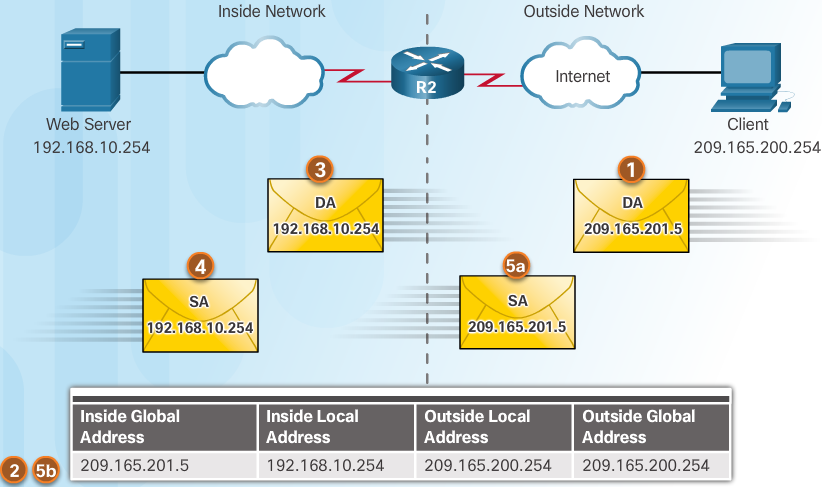 Inside Network
Outside Network
R2
Internet
Web Server
192.168.10.254
Client
209.165.200.254
3
DA
192.168.10.254
1
DA
209.165.201.5
4
SA
192.168.10.254
5a
SA
209.165.201.5
Inside Global Address
Inside Local Address
Outside Local Address
Outside Global Address
2 5b
209.165.201.5
192.168.10.254
209.165.200.254
209.165.200.254